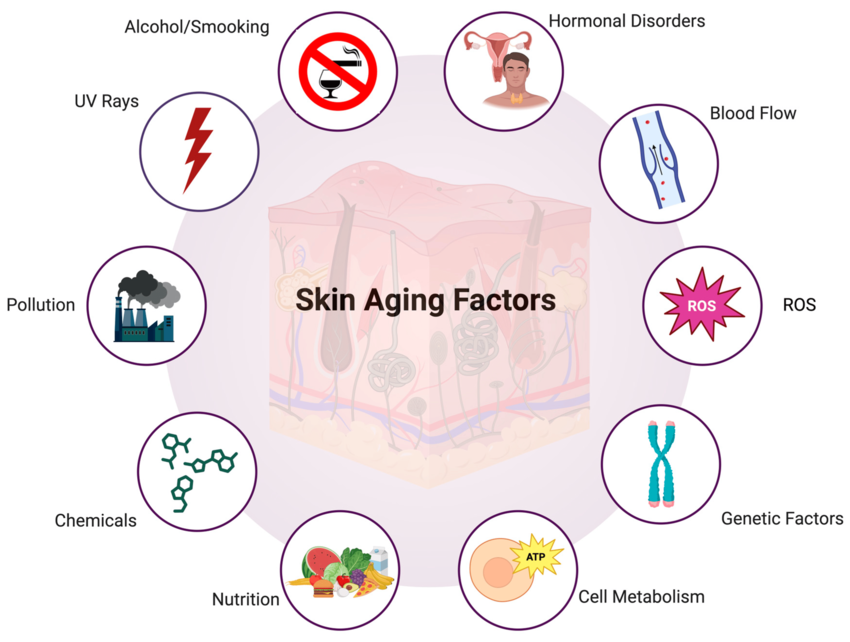 Alcohol/Smooking
Hormonal Disorders
UV Rays
Blood Flow
Pollution
Skin Aging Factors
ROS
ROS
Chemicals
Genetic Factors
ATP
Nutrition
Cell Metabolism